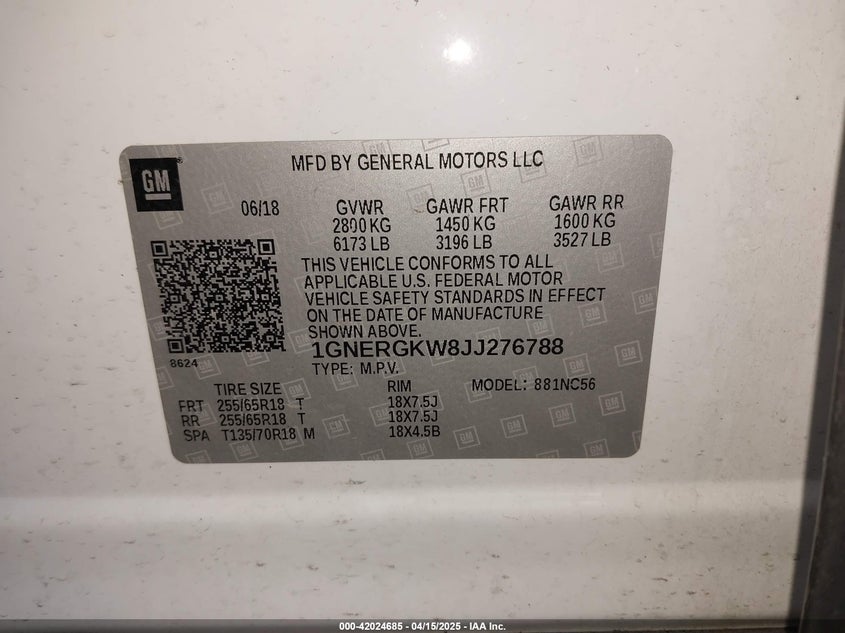 GM
MFD BY GENERAL MOTORS LLC
06/18 GVWR GAWR FRT GAWR RR
2800 KG 1450 KG 1600 KG
6173 LB 3196 LB 3527 LB
THIS VEHICLE CONFORMS TO ALL
APPLICABLE U.S. FEDERAL MOTOR
VEHICLE SAFETY STANDARDS IN EFFECT
ON THE DATE OF MANUFACTURE
SHOWN ABOVE.
8624
1GNERGKW8JJ276788
TYPE: M.P.V.
TIRE SIZE RIM MODEL: 881NC56
FRT 255/65R18 T 18X7.5J
RR 255/65R18 T 18X7.5J
SPA T135/70R18 M 18X4.5B
000-42024685 - 04/15/2025 - IAA Inc.